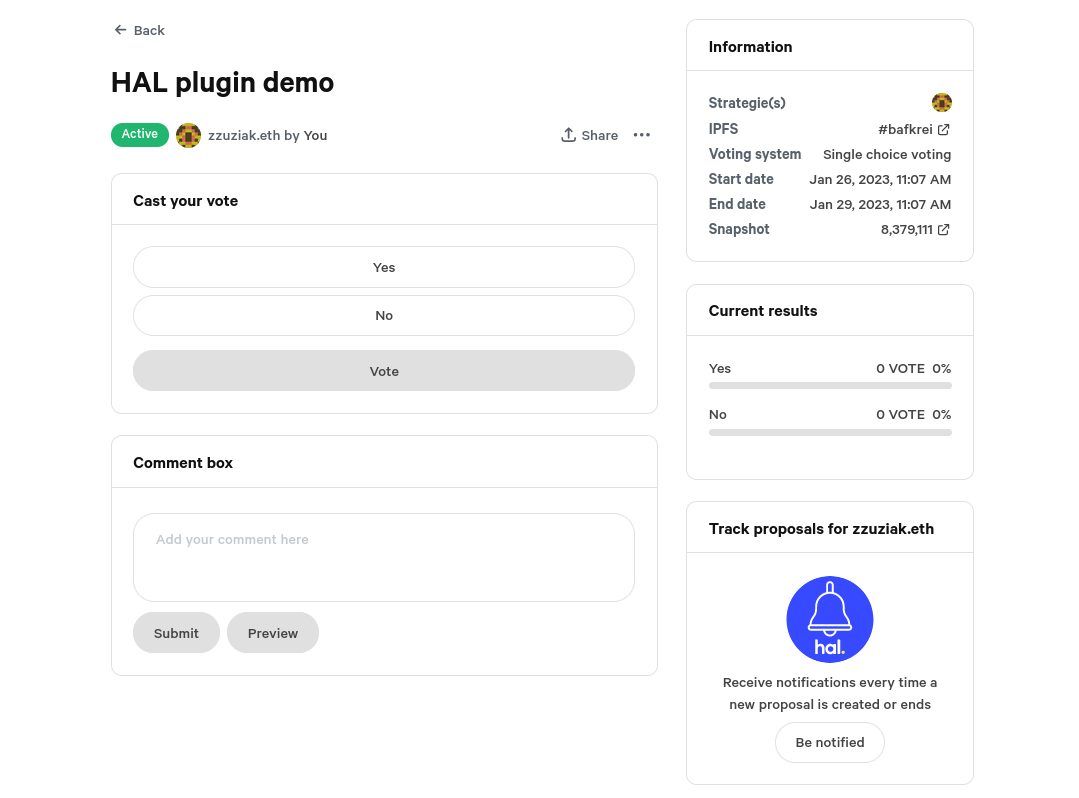 Back
HAL plugin demo
Active zzuziak.eth by You Share
Cast your vote
Yes
No
Vote
Comment box
Add your comment here
Submit Preview
Information
Strategie(s)
IPFS #bafkrei
Voting system Single choice voting
Start date Jan 26, 2023, 11:07 AM
End date Jan 29, 2023, 11:07 AM
Snapshot 8,379,111
Current results
Yes 0 VOTE 0%
No 0 VOTE 0%
Track proposals for zzuziak.eth
hal.
Receive notifications every time a
new proposal is created or ends
Be notified